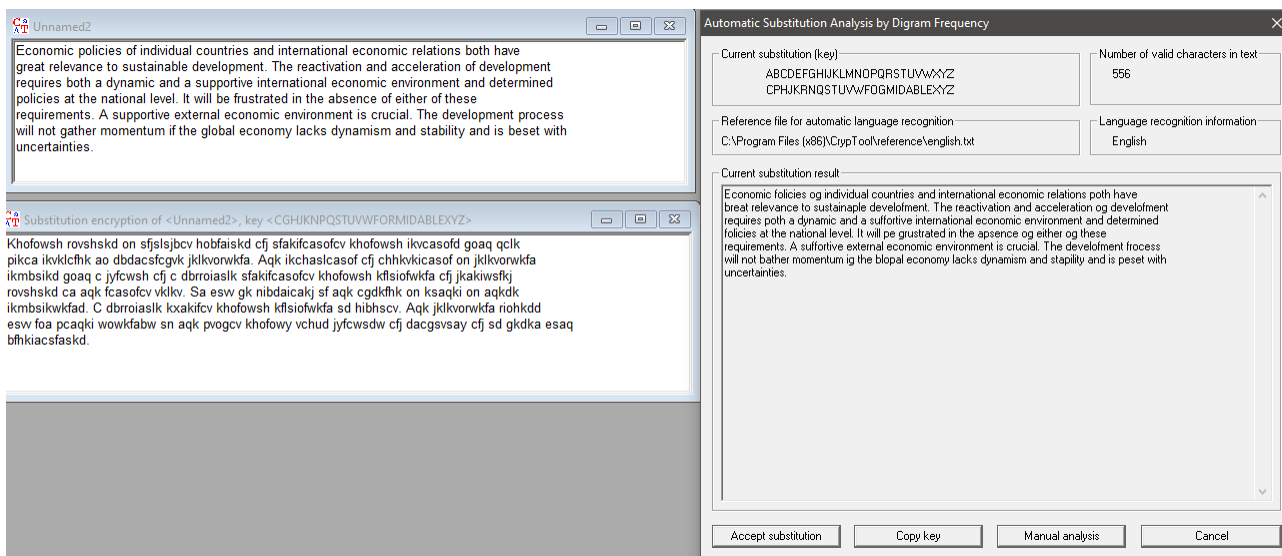 Unnamed2
Economic policies of individual countries and international economic relations both have
great relevance to sustainable development. The reactivation and acceleration of development
requires both a dynamic and a supportive international economic environment and determined
policies at the national level. It will be frustrated in the absence of either of these
requirements. A supportive external economic environment is crucial. The development process
will not gather momentum if the global economy lacks dynamism and stability and is beset with
uncertainties.
Substitution encryption of <Unnamed2>, key <CGHJKNPQSTUVWFORMIDABLEXYZ>
Khofowsh rovshskd on sfjslsjbcv hobfaiskd cfj sfakifcasofcv khofowsh ikvcasofd goaq qclk
pikca ikvklcfhk ao dbdacsfcgvk jklkvorwkfa. Aqk ikchaslcasof cfj chhkvkicasof on jklkvorwkfa
ikmbsikd goaq c jyfcwsh cfj c dbrroiaslk sfakifcasofcv khofowsh kflsiofwkfa cfj jkakiwsfkj
rovshskd ca aqk fcasofcv vklkv. Sa esvv gk nibdaicakj sf aqk cgdkfhk on ksaqki on aqkdk
ikmbsikwkfad. C dbrroiaslk kxakifcv khofowsh kflsiofwkfa sd hibhscv. Aqk jklkvorwkfa riohkdd
esvv foa pcaqki wowkfabw sn aqk pvogcv khofowy vchud jyfcwsdw cfj dacgsvsay cfj sd gkdka esaq
bfhkiacsfaskd.
Automatic Substitution Analysis by Digram Frequency
Current substitution (key)
ABCDEFGHIJKLMNOPQRSTUVWXYZ
CPHJKRNQSTUVWFOGMIDABLEXYZ
Number of valid characters in text
556
Reference file for automatic language recognition
C:\Program Files (x86)\CrypTool\reference\english.txt
Language recognition information
English
Current substitution result
Economic folicies og individual countries and international economic relations poth have
breat relevance to sustainaple develofment. The reactivation and acceleration og develofment
requires poth a dynamic and a suffortive international economic environment and determined
folicies at the national level. It will pe grustrated in the apsence og either og these
requirements. A suffortive external economic environment is crucial. The develofment frocess
will not bather momentum ig the blopal economy lacks dynamism and stapility and is peset with
uncertainties.
Accept substitution
Copy key
Manual analysis
Cancel